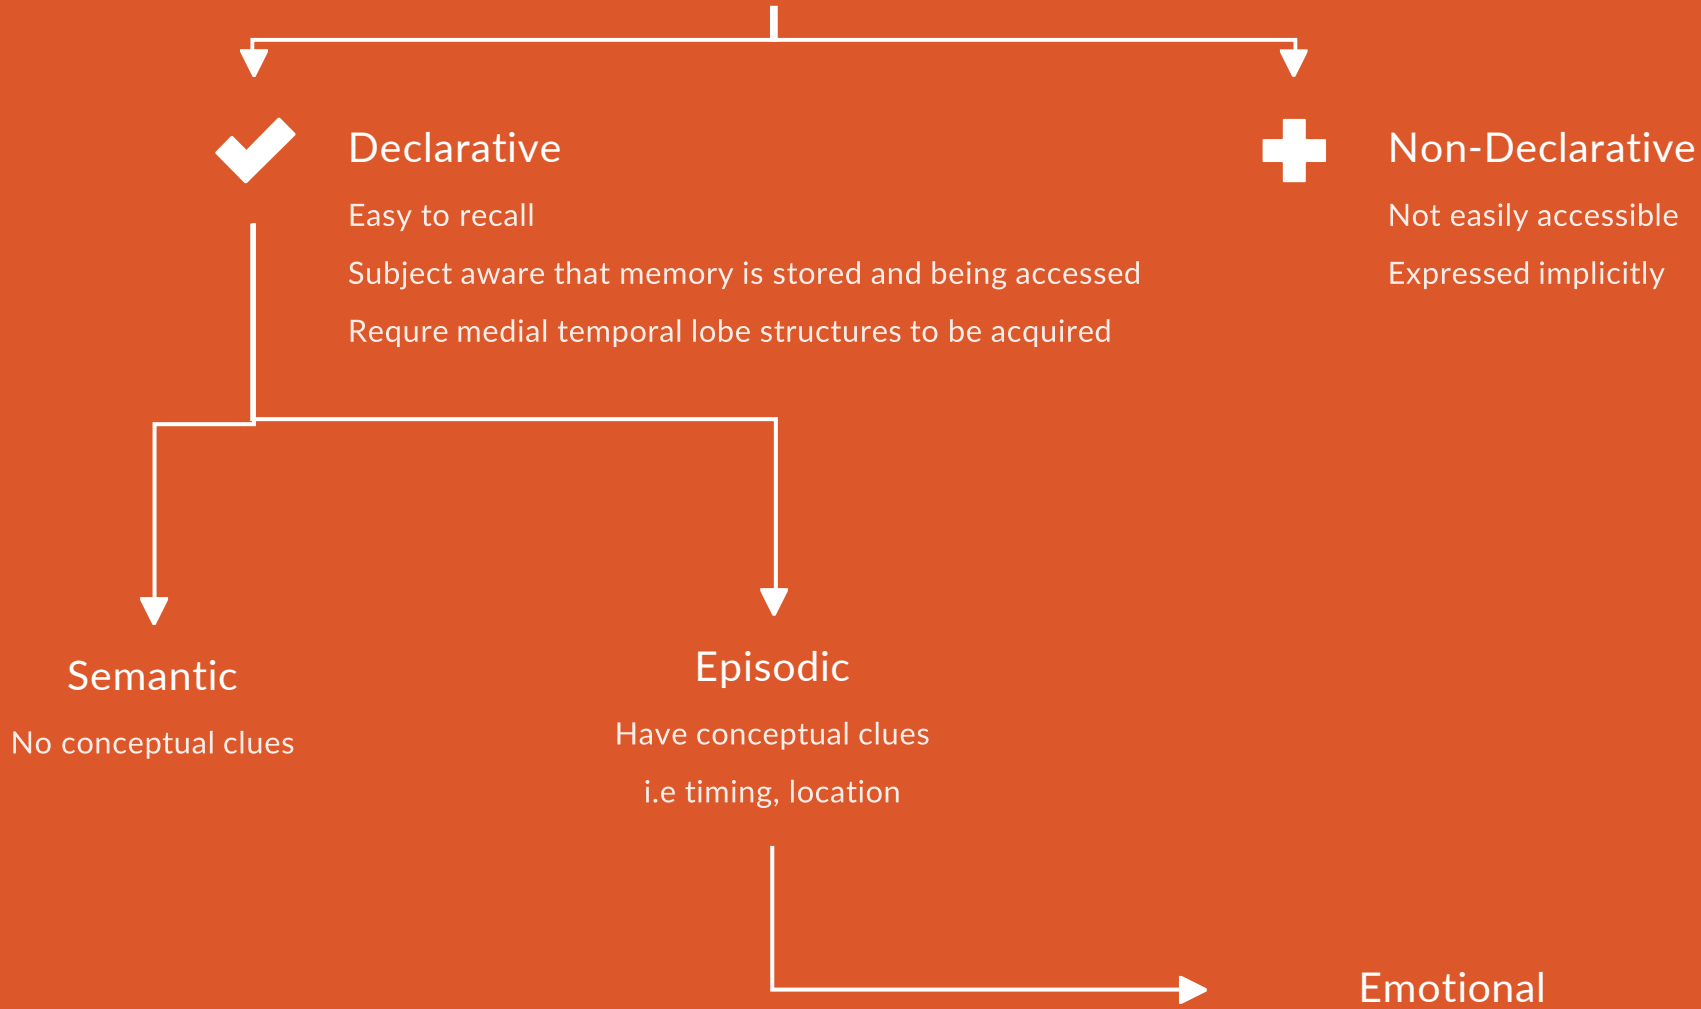 Declarative
Easy to recall
Subject aware that memory is stored and being accessed
Requre medial temporal lobe structures to be acquired
Non-Declarative
Not easily accessible
Expressed implicitly
Semantic
No conceptual clues
Episodic
Have conceptual clues
i.e timing, location
Emotional